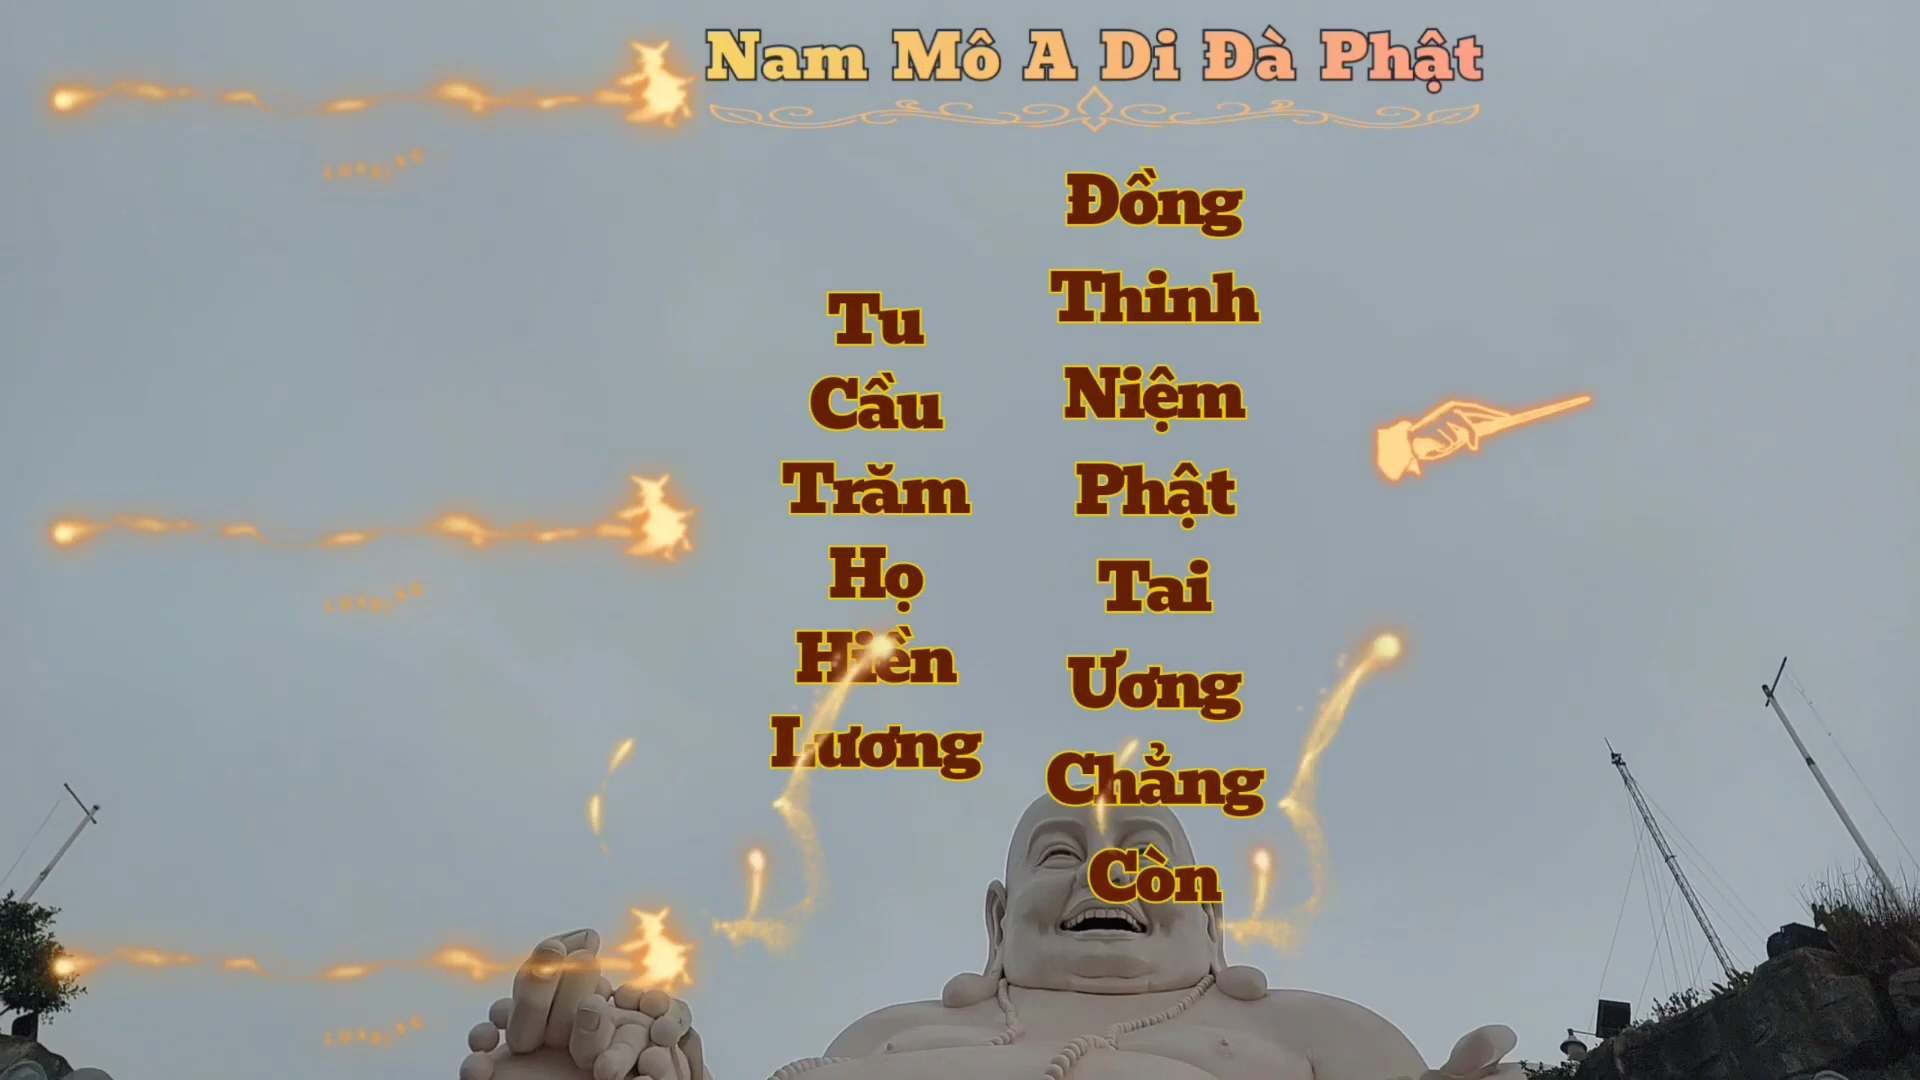 Nam Mô A Di Đà Phật
Tu
Cầu
Trăm
Họ
Hiền
Lương
Đồng
Thinh
Niệm
Phật
Tai
Ương
Chẳng
Còn